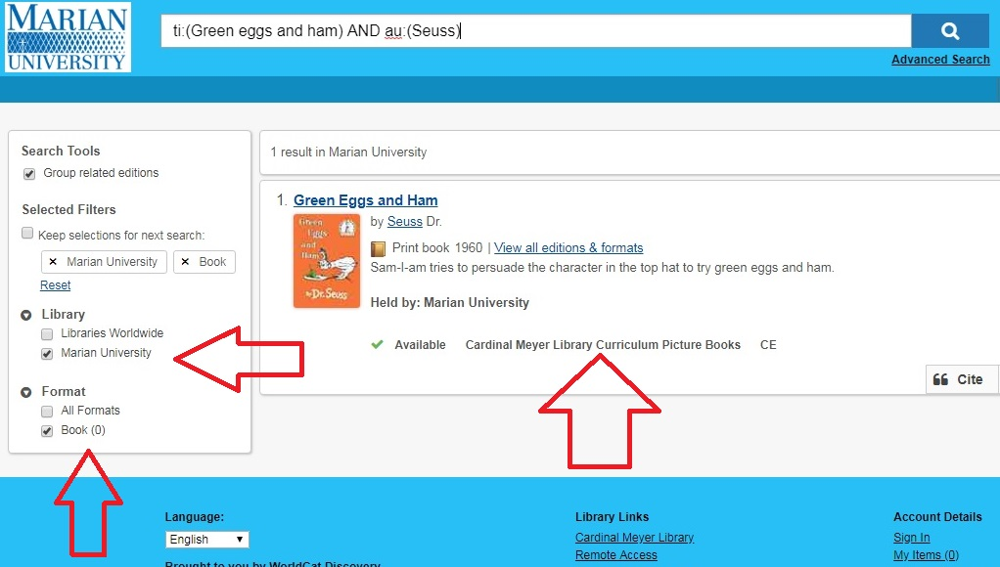 MARIAN
UNIVERSITY
ti:(Green eggs and ham) AND au:(Seuss)
Advanced Search
Search Tools
Group related editions
Selected Filters
Keep selections for next search:
× Marian University × Book
Reset
Library
Libraries Worldwide
Marian University
Format
All Formats
Book (0)
1 result in Marian University
1. Green Eggs and Ham
Green
Eggs
and
Ham
By Dr. Seuss
by Seuss Dr.
Print book 1960 | View all editions & formats
Sam-I-am tries to persuade the character in the top hat to try green eggs and ham.
Held by: Marian University
Available Cardinal Meyer Library Curriculum Picture Books CE
Cite
Language:
English
Brought to you by WorldCat Discovery
Library Links
Cardinal Meyer Library
Remote Access
Account Details
Sign In
My Items (0)